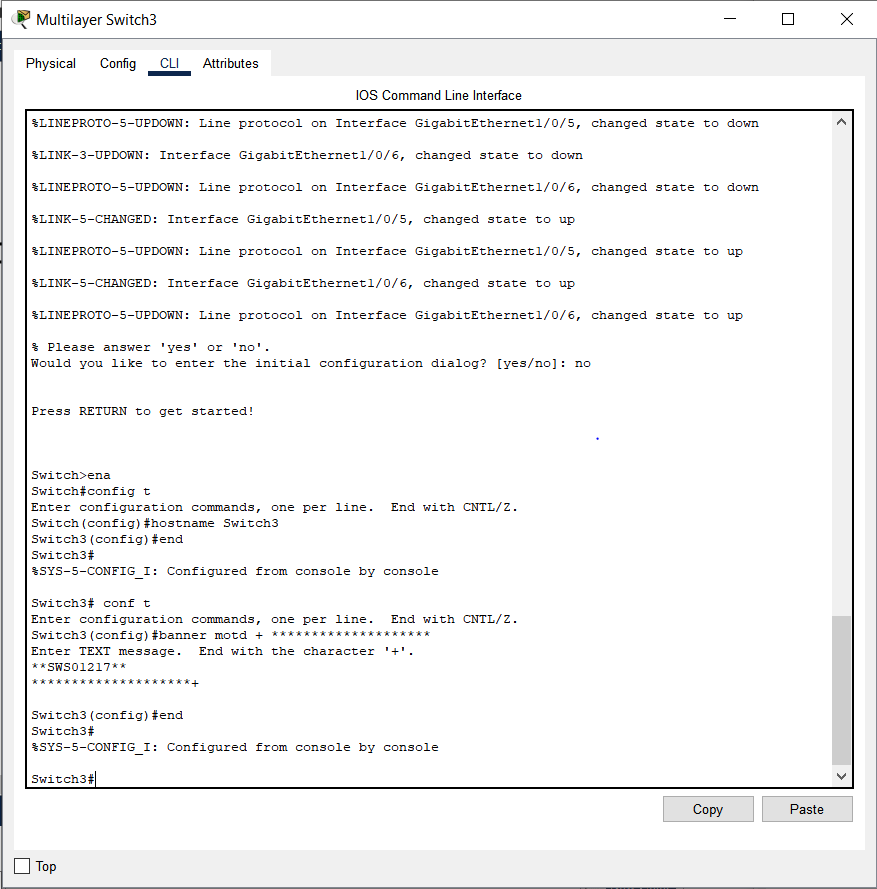 Multilayer Switch3
Physical Config CLI Attributes
IOS Command Line Interface
%LINEPROTO-5-UPDOWN: Line protocol on Interface GigabitEthernet1/0/5, changed state to down
%LINK-3-UPDOWN: Interface GigabitEthernet1/0/6, changed state to down
%LINEPROTO-5-UPDOWN: Line protocol on Interface GigabitEthernet1/0/6, changed state to down
%LINK-5-CHANGED: Interface GigabitEthernet1/0/5, changed state to up
%LINEPROTO-5-UPDOWN: Line protocol on Interface GigabitEthernet1/0/5, changed state to up
%LINK-5-CHANGED: Interface GigabitEthernet1/0/6, changed state to up
%LINEPROTO-5-UPDOWN: Line protocol on Interface GigabitEthernet1/0/6, changed state to up
% Please answer 'yes' or 'no'.
Would you like to enter the initial configuration dialog? [yes/no]: no
Press RETURN to get started!
Switch>ena
Switch#config t
Enter configuration commands, one per line.  End with CNTL/Z.
Switch(config)#hostname Switch3
Switch3(config)#end
Switch3#
%SYS-5-CONFIG_I: Configured from console by console
Switch3# conf t
Enter configuration commands, one per line.  End with CNTL/Z.
Switch3(config)#banner motd + ********************
Enter TEXT message.  End with the character '+'.
**SWS01217**
********************+
Switch3(config)#end
Switch3#
%SYS-5-CONFIG_I: Configured from console by console
Switch3#
Copy Paste
Top